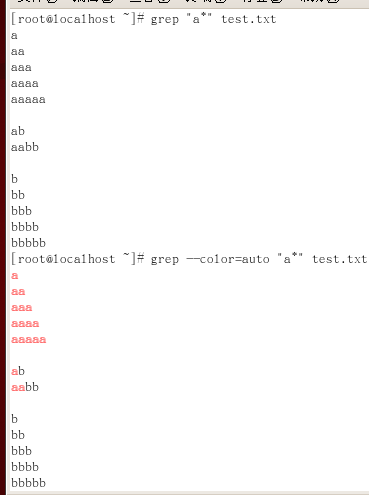 [root@localhost ~]# grep "a*" test.txt
a
aa
aaa
aaaa
aaaaa
ab
aabb
b
bb
bbb
bbbb
bbbbb
[root@localhost ~]# grep --color=auto "a*" test.txt
a
aa
aaa
aaaa
aaaaa
ab
aabb
b
bb
bbb
bbbb
bbbbb